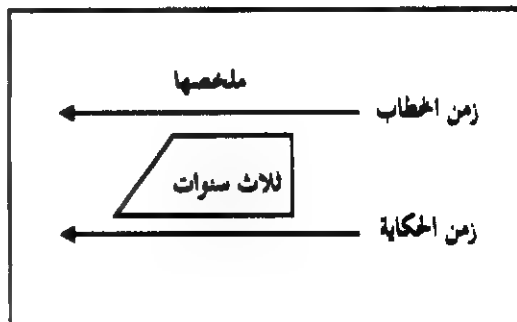 ملخصها
زمن الخطاب
ثلاث سنوات
زمن الحكاية